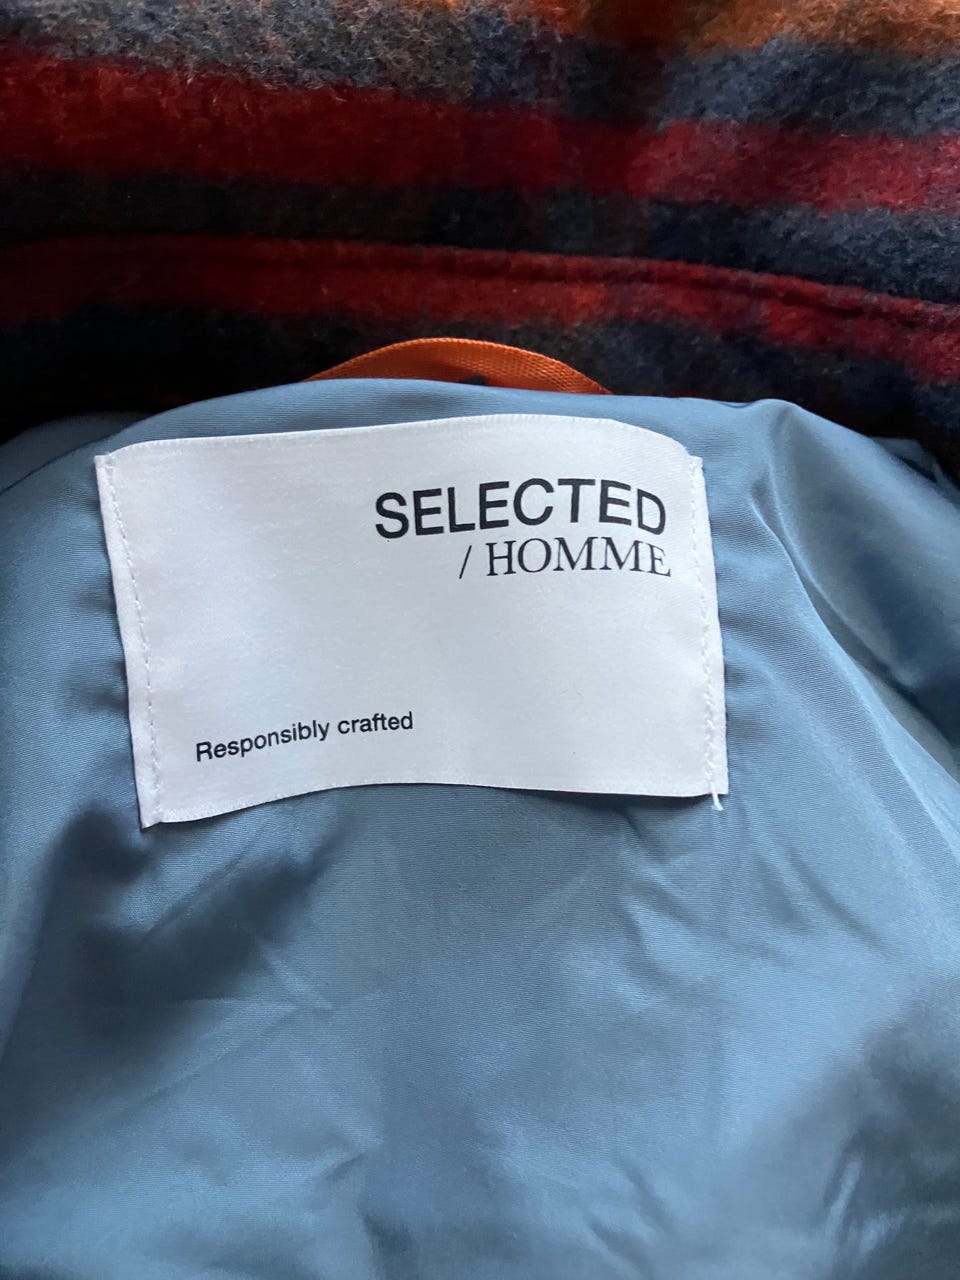 SELECTED
/ HOMME
Responsibly crafted